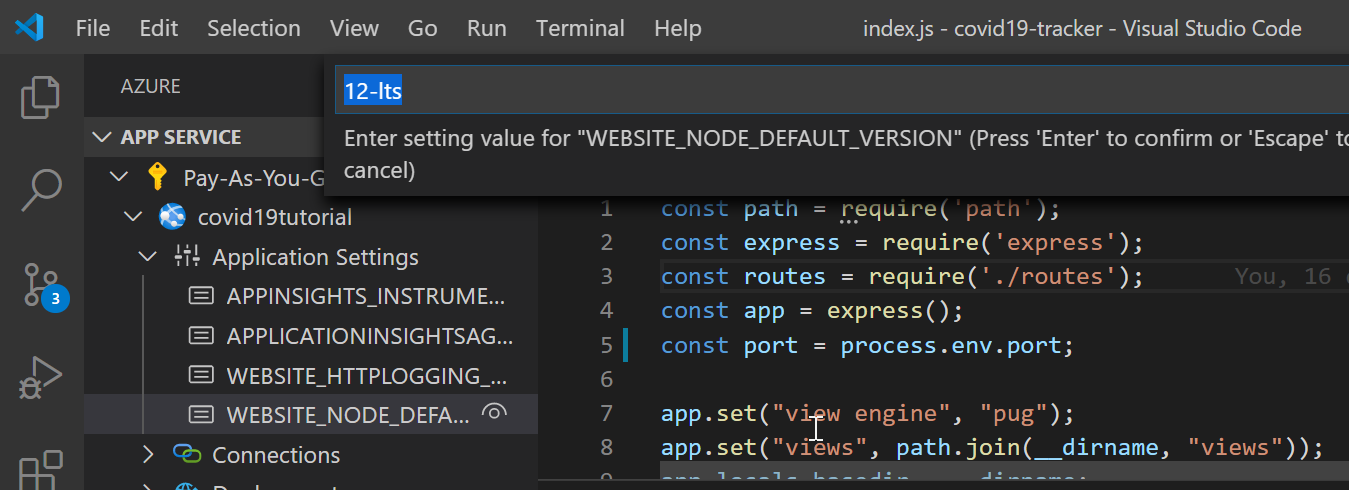 File Edit Selection View Go Run Terminal Help index.js - covid19-tracker - Visual Studio Code
AZURE
12-lts
Enter setting value for "WEBSITE_NODE_DEFAULT_VERSION" (Press 'Enter' to confirm or 'Escape' to
cancel)
APP SERVICE
Pay-As-You-G
covid19tutorial
Application Settings
APPINSIGHTS_INSTRUME...
APPLICATIONINSIGHTSAG...
WEBSITE_HTTPLOGGING_...
WEBSITE_NODE_DEFA...
Connections
3
1 const path = require('path');
2 const express = require('express');
3 const routes = require('./routes'); You, 16
4 const app = express();
5 const port = process.env.port;
6
7 app.set("view engine", "pug");
8 app.set("views", path.join(__dirname, "views"));